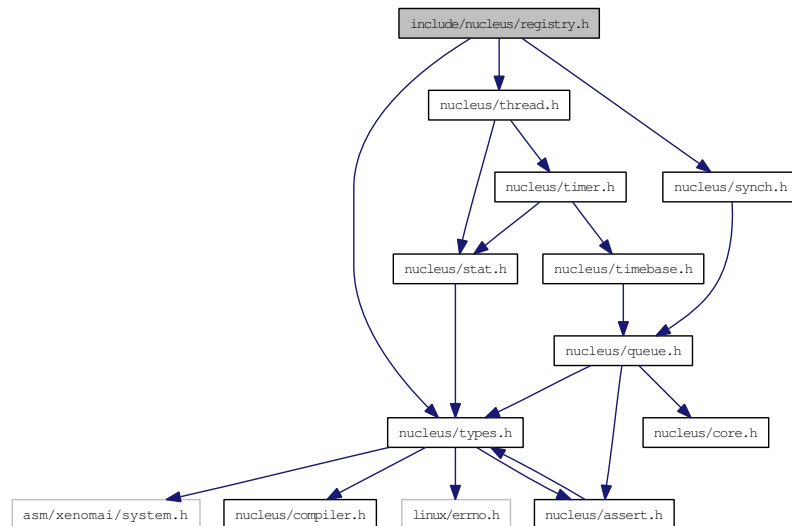 include/nucleus/registry.h
nucleus/thread.h
nucleus/timer.h
nucleus/synch.h
nucleus/stat.h
nucleus/timebase.h
nucleus/queue.h
nucleus/types.h
nucleus/core.h
asm/xenomai/system.h
nucleus/compiler.h
linux/errno.h
nucleus/assert.h